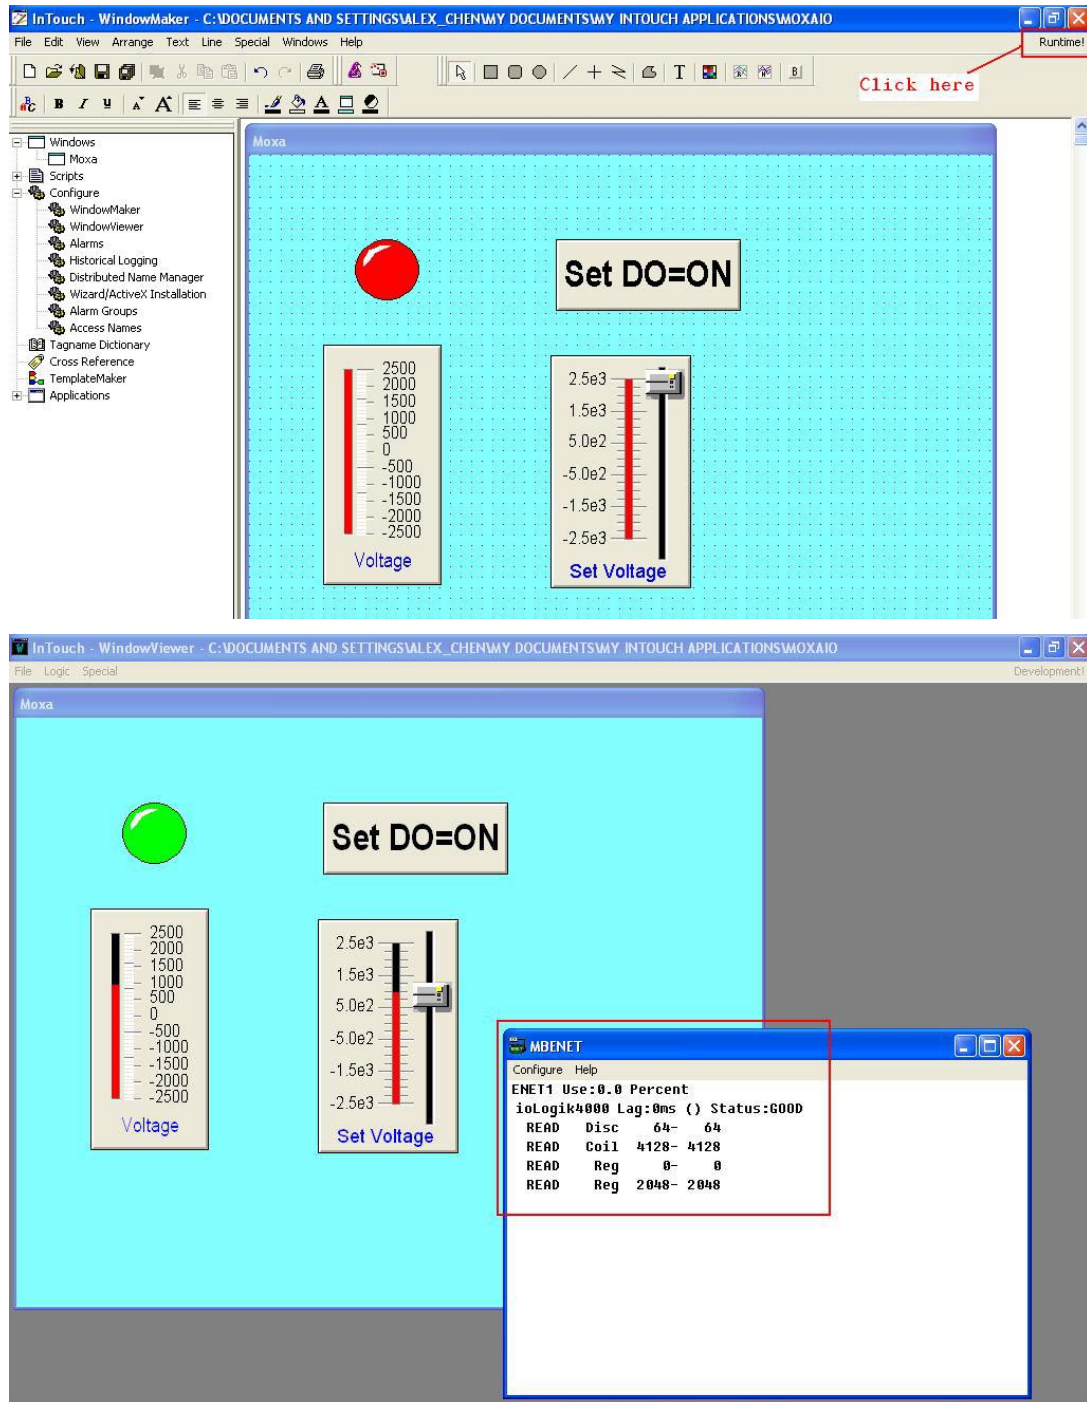 InTouch - WindowMaker - C:\DOCUMENTS AND SETTINGS\ALEX_CHEN\MY DOCUMENTS\MY INTOUCH APPLICATIONS\MOXAIO
File Edit View Arrange Text Line Special Windows Help
Runtime!
Click here
T
B
B I U A A A
Windows
Moxa
Scripts
Configure
WindowMaker
WindowViewer
Alarms
Historical Logging
Distributed Name Manager
Wizard/ActiveX Installation
Alarm Groups
Access Names
Tagname Dictionary
Cross Reference
TemplateMaker
Applications
Moxa
Set DO=ON
2500
2000
1500
1000
500
0
-500
-1000
-1500
-2000
-2500
Voltage
2.5e3
1.5e3
5.0e2
-5.0e2
-1.5e3
-2.5e3
Set Voltage
InTouch - WindowViewer - C:\DOCUMENTS AND SETTINGS\ALEX_CHEN\MY DOCUMENTS\MY INTOUCH APPLICATIONS\MOXAIO
File Logic Special
Development!
Moxa
Set DO=ON
2500
2000
1500
1000
500
0
-500
-1000
-1500
-2000
-2500
Voltage
2.5e3
1.5e3
5.0e2
-5.0e2
-1.5e3
-2.5e3
Set Voltage
MBENET
Configure Help
ENET1 Use:0.0 Percent
ioLogik4000 Lag:0ms () Status:GOOD
READ Disc 64- 64
READ Coil 4128- 4128
READ Reg 0- 0
READ Reg 2048- 2048